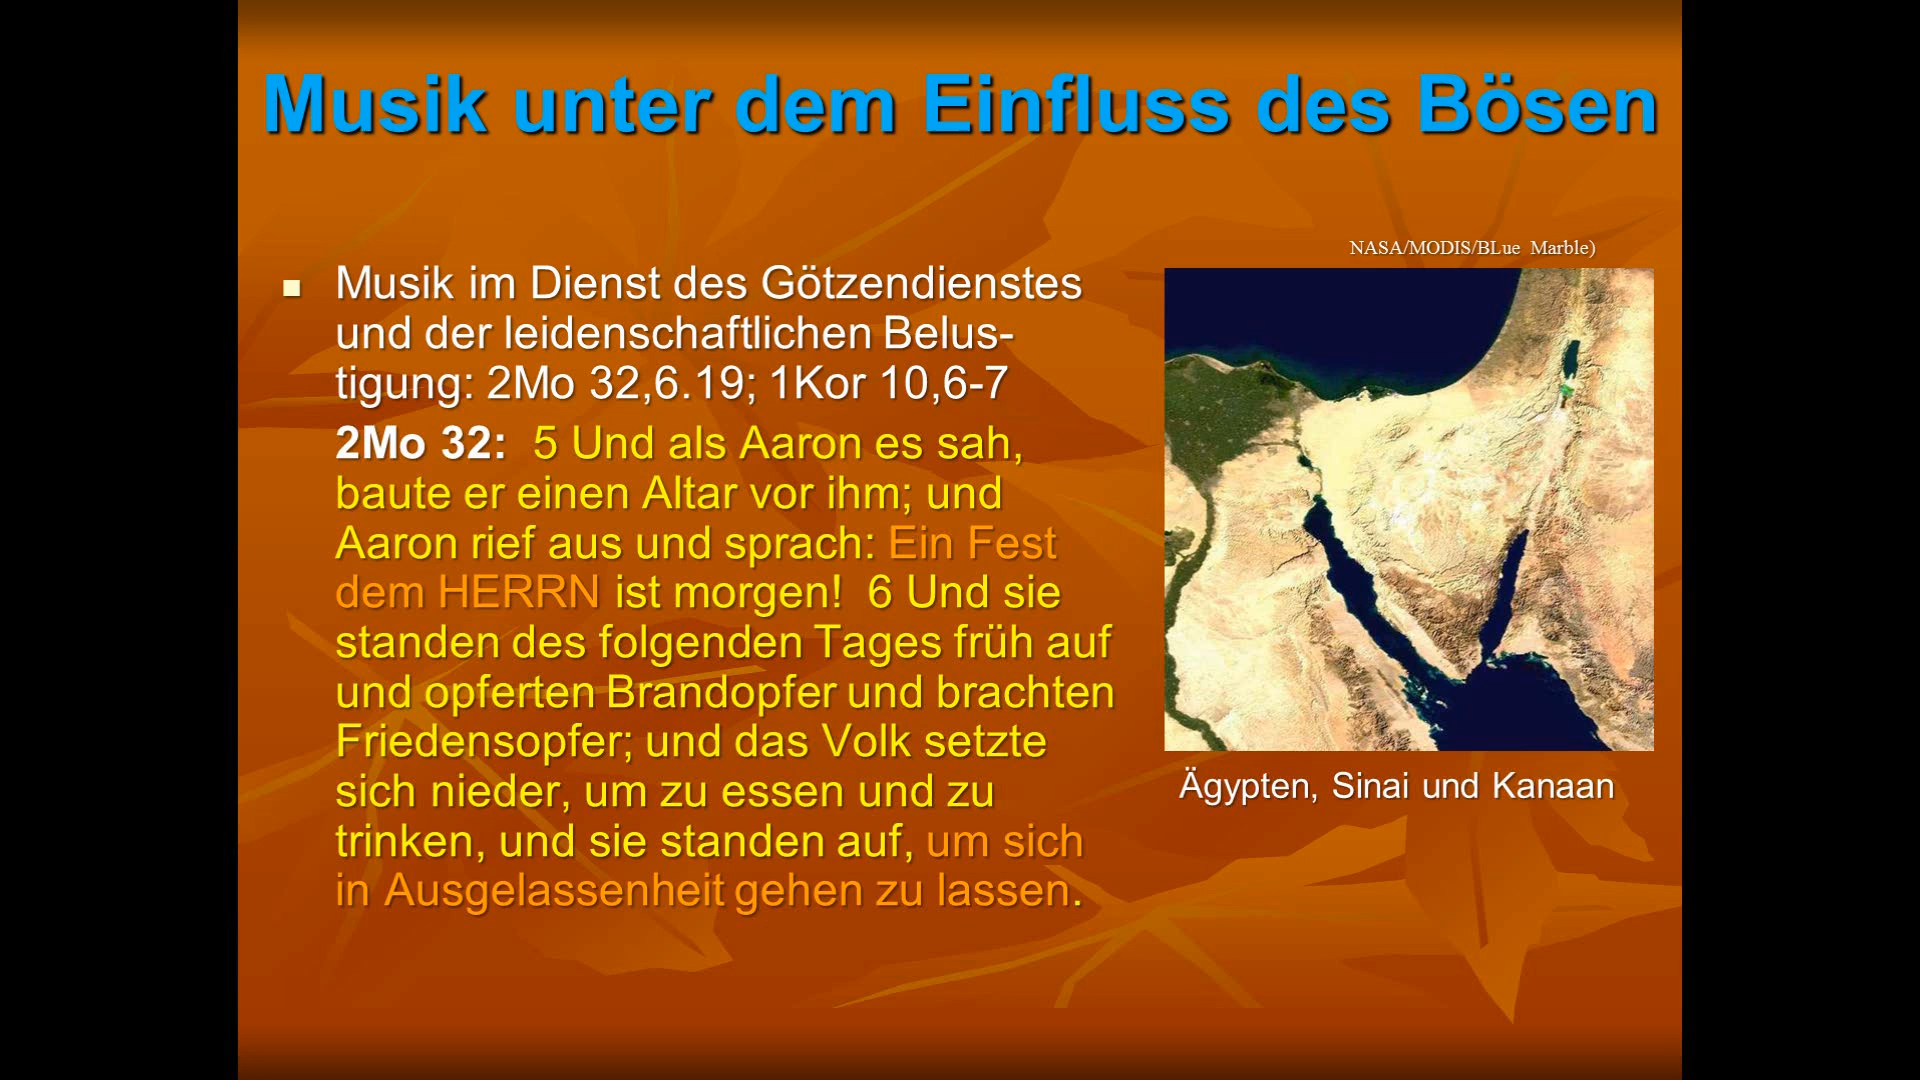 Musik unter dem Einfluss des Bösen
Musik im Dienst des Götzendienstes
und der leidenschaftlichen Belus-
tigung: 2Mo 32,6.19; 1Kor 10,6-7
2Mo 32: 5 Und als Aaron es sah,
baute er einen Altar vor ihm; und
Aaron rief aus und sprach: Ein Fest
dem HERRN ist morgen! 6 Und sie
standen des folgenden Tages früh auf
und opferten Brandopfer und brachten
Friedensopfer; und das Volk setzte
sich nieder, um zu essen und zu
trinken, und sie standen auf, um sich
in Ausgelassenheit gehen zu lassen.
NASA/MODIS/BLue Marble)
Ägypten, Sinai und Kanaan